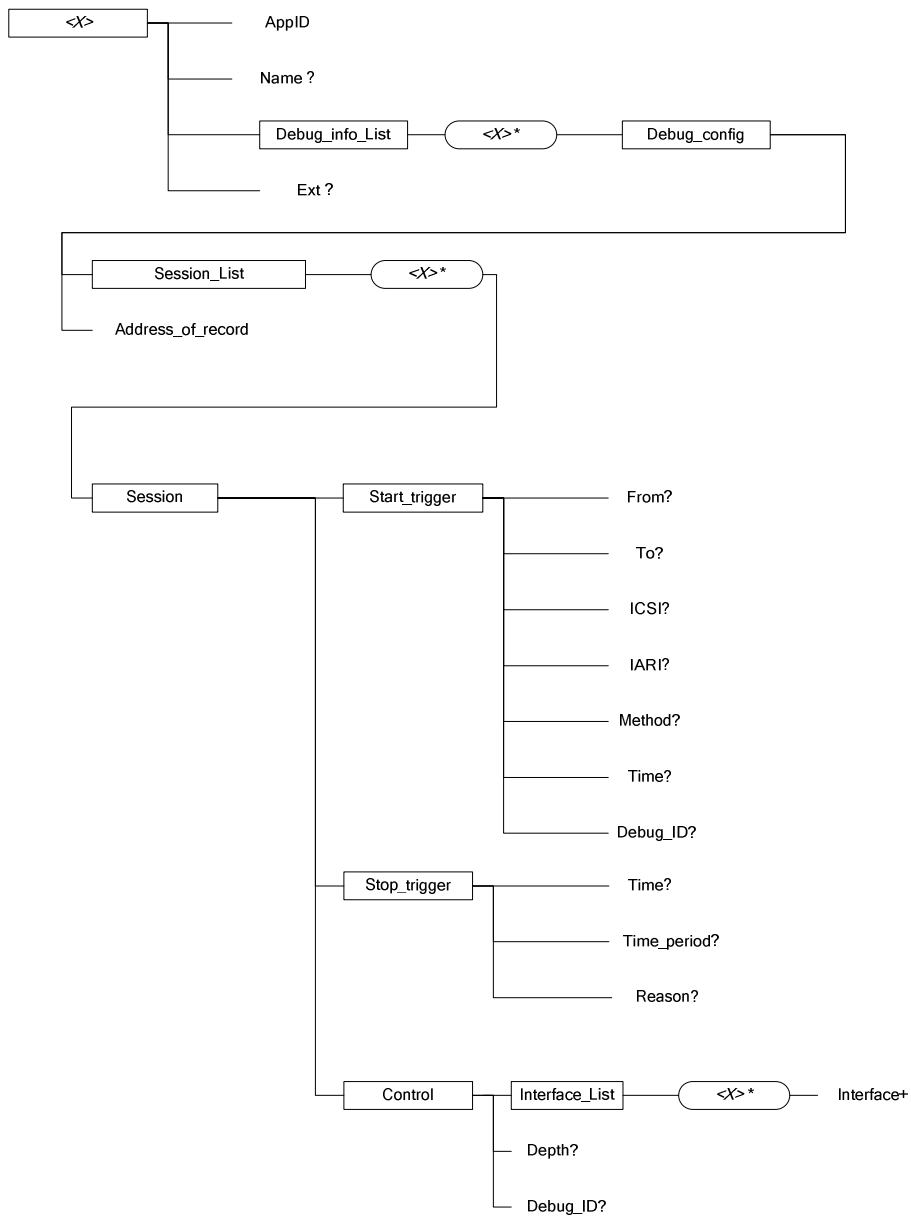 <X>
AppID
Name ?
Debug_info_List
<X>*
Debug_config
Ext ?
Session_List
<X>*
Address_of_record
Session
Start_trigger
From?
To?
ICSI?
IARI?
Method?
Time?
Debug_ID?
Stop_trigger
Time?
Time_period?
Reason?
Control
Interface_List
<X>*
Interface+
Depth?
Debug_ID?